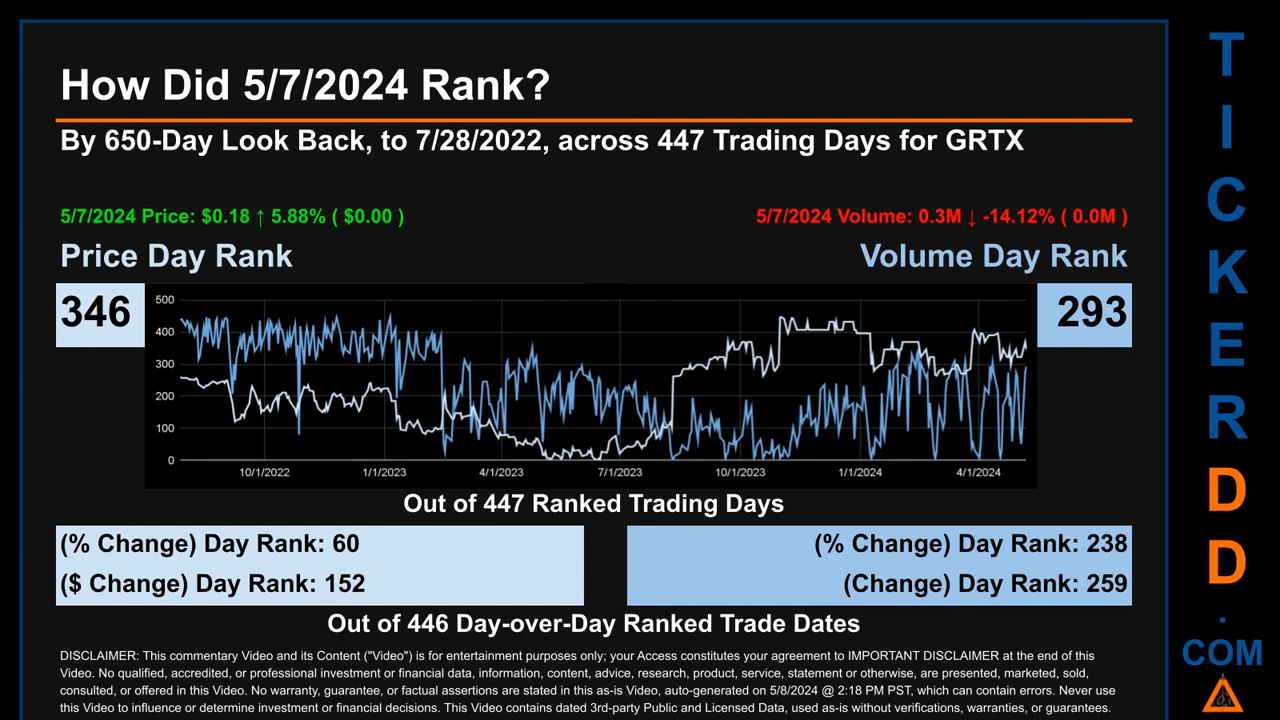 How Did 5/7/2024 Rank?
By 650-Day Look Back, to 7/28/2022, across 447 Trading Days for GRTX
5/7/2024 Price: $0.18 ↑ 5.88% ( $0.00 )
5/7/2024 Volume: 0.3M ↓ -14.12% ( 0.0M )
Price Day Rank
Volume Day Rank
346
293
500
400
300
200
100
0
10/1/2022 1/1/2023 4/1/2023 7/1/2023 10/1/2023 1/1/2024 4/1/2024
Out of 447 Ranked Trading Days
(% Change) Day Rank: 60
($ Change) Day Rank: 152
(% Change) Day Rank: 238
(Change) Day Rank: 259
Out of 446 Day-over-Day Ranked Trade Dates
DISCLAIMER: This commentary Video and its Content ("Video") is for entertainment purposes only; your Access constitutes your agreement to IMPORTANT DISCLAIMER at the end of this
Video. No qualified, accredited, or professional investment or financial data, information, content, advice, research, product, service, statement or otherwise, are presented, marketed, sold,
consulted, or offered in this Video. No warranty, guarantee, or factual assertions are stated in this as-is Video, auto-generated on 5/8/2024 @ 2:18 PM PST, which can contain errors. Never use
this Video to influence or determine investment or financial decisions. This Video contains dated 3rd-party Public and Licensed Data, used as-is without verifications, warranties, or guarantees.
T
I
C
K
E
R
D
D
.
COM